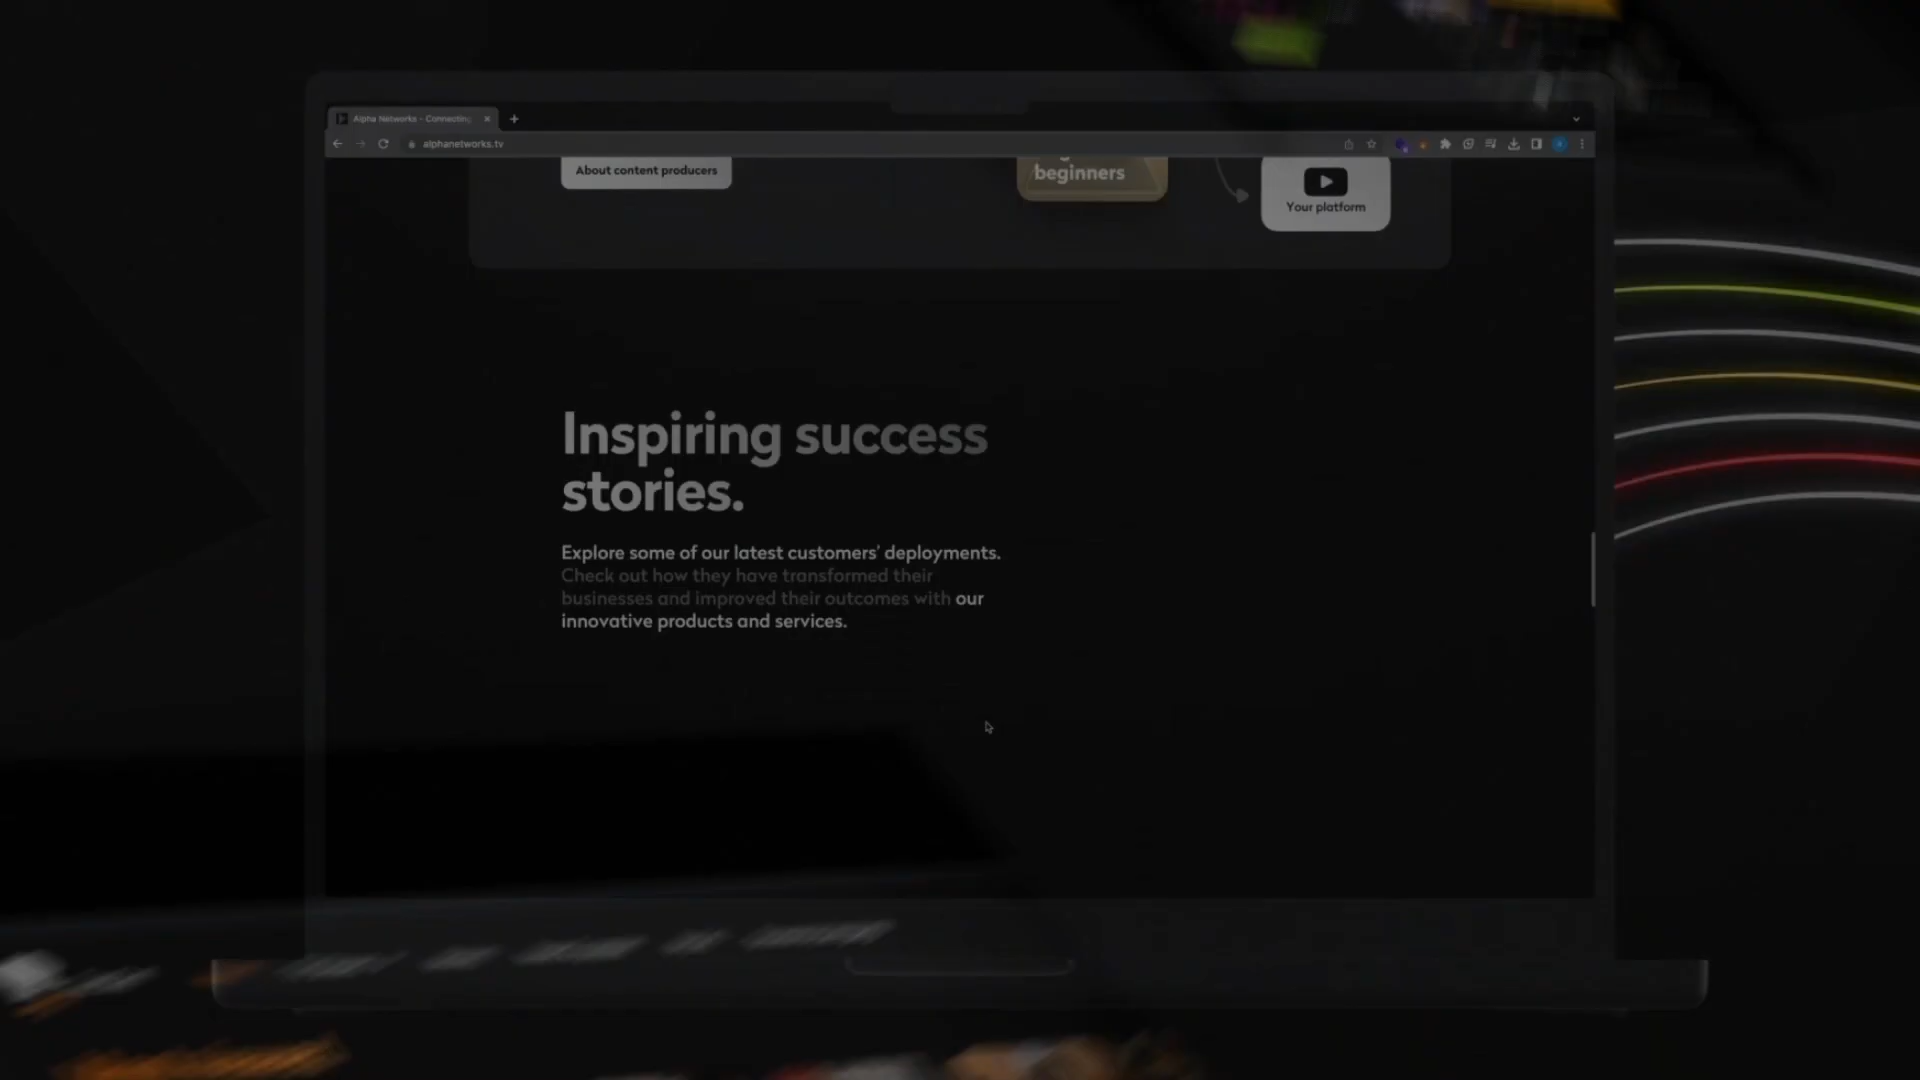 Alpha Networks - Connecting
alphanetworks.tv
About content producers
beginners
Your platform
Inspiring success
stories.
Explore some of our latest customers' deployments.
Check out how they have transformed their
businesses and improved their outcomes with our
innovative products and services.